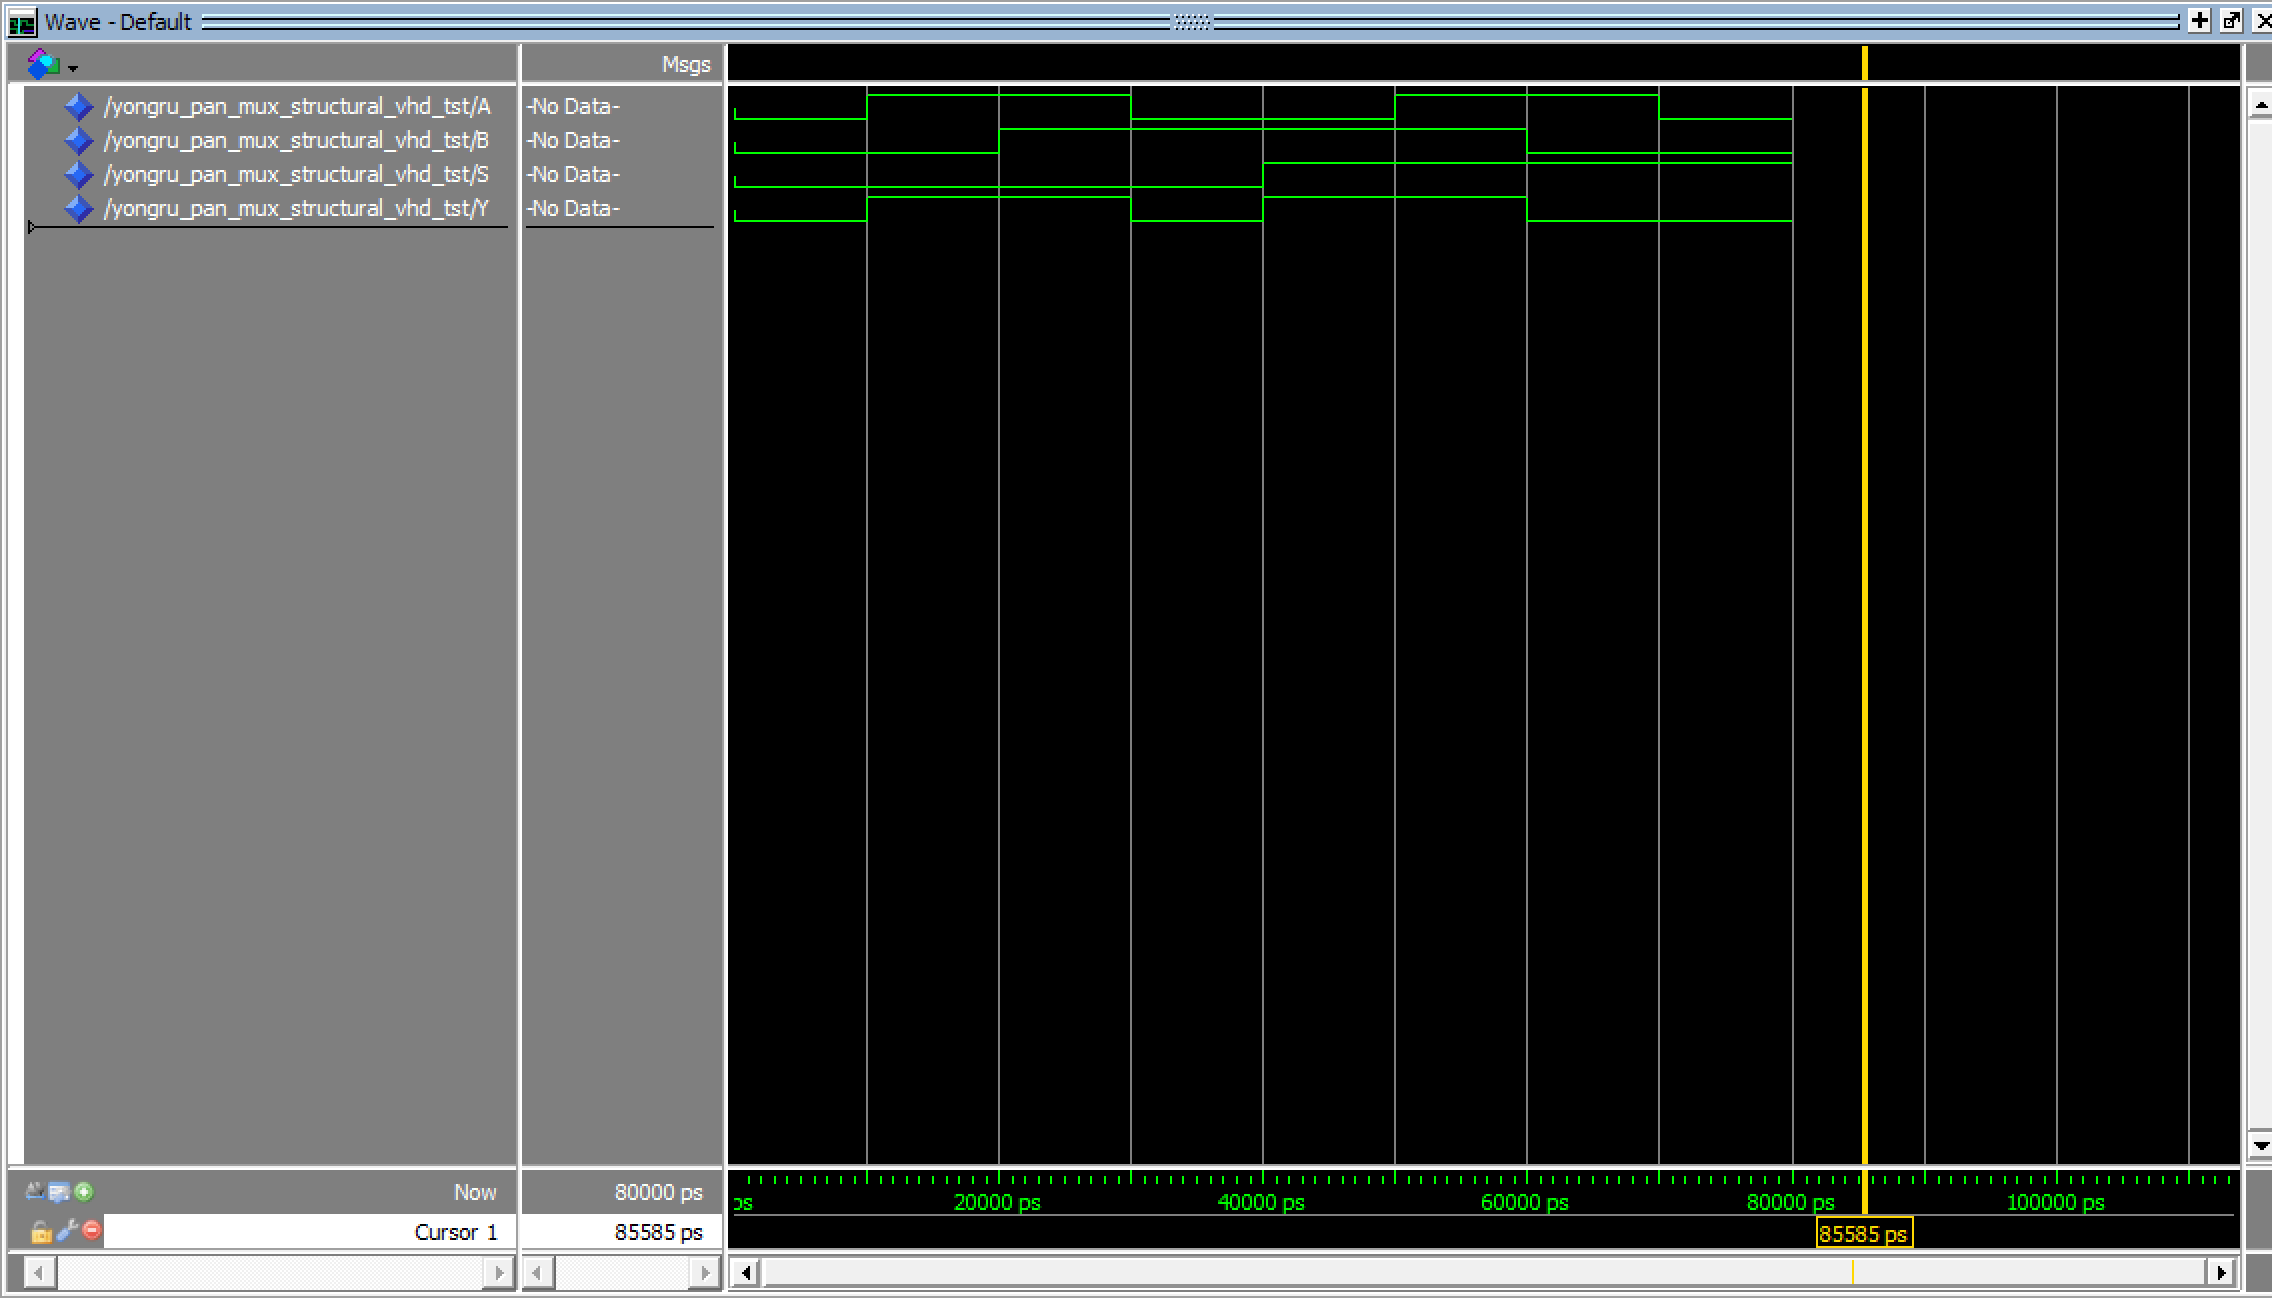 Wave - Default
Msgs
/yongru_pan_mux_structural_vhd_tst/A -No Data-
/yongru_pan_mux_structural_vhd_tst/B -No Data-
/yongru_pan_mux_structural_vhd_tst/S -No Data-
/yongru_pan_mux_structural_vhd_tst/Y -No Data-
Now 80000 ps
ps 20000 ps 40000 ps 60000 ps 80000 ps 100000 ps
Cursor 1 85585 ps 85585 ps